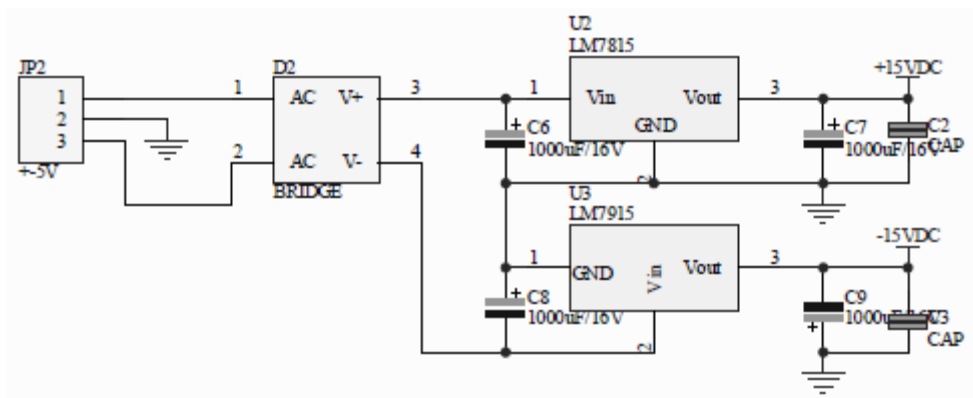 U2
LM7815
JP2
1
2
3
+-5V
D2
1
AC V+
3
2
AC V-
4
BRIDGE
1
Vin Vout
GND
2
3
+15VDC
+
C6
1000uF/16V
+
C7
1000uF/16V
C2
CAP
U3
LM7915
1
GND Vin Vout
2
3
-15VDC
+
C8
1000uF/16V
C9
1000uF/16V
+
C3
CAP